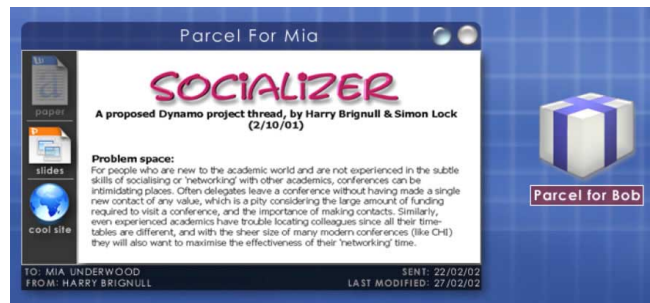 Parcel For Mia
paper
slides
cool site
SOCIALIZER
A proposed Dynamo project thread, by Harry Brignull & Simon Lock
(2/10/01)
Problem space:
For people who are new to the academic world and are not experienced in the subtle
skills of socialising or 'networking' with other academics, conferences can be
intimidating places. Often delegates leave a conference without having made a single
new contact of any value, which is a pity considering the large amount of funding
required to visit a conference, and the importance of making contacts. Similarly,
even experienced academics have trouble locating colleagues since all their time-
tables are different, and with the sheer size of many modern conferences (like CHI)
they will also want to maximise the effectiveness of their 'networking' time.
TO: MIA UNDERWOOD
FROM: HARRY BRIGNULL
SENT: 22/02/02
LAST MODIFIED: 27/02/02
Parcel for Bob